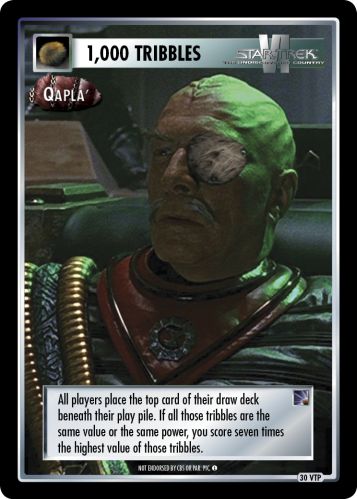 1,000 TRIBBLES
STAR TREK
VI
THE UNDISCOVERED COUNTRY
QAPLA'
All players place the top card of their draw deck
beneath their play pile. If all those tribbles are the
same value or the same power, you score seven times
the highest value of those tribbles.
30 VTP
NOT ENDORSED BY CBS OR PAR. PIC.